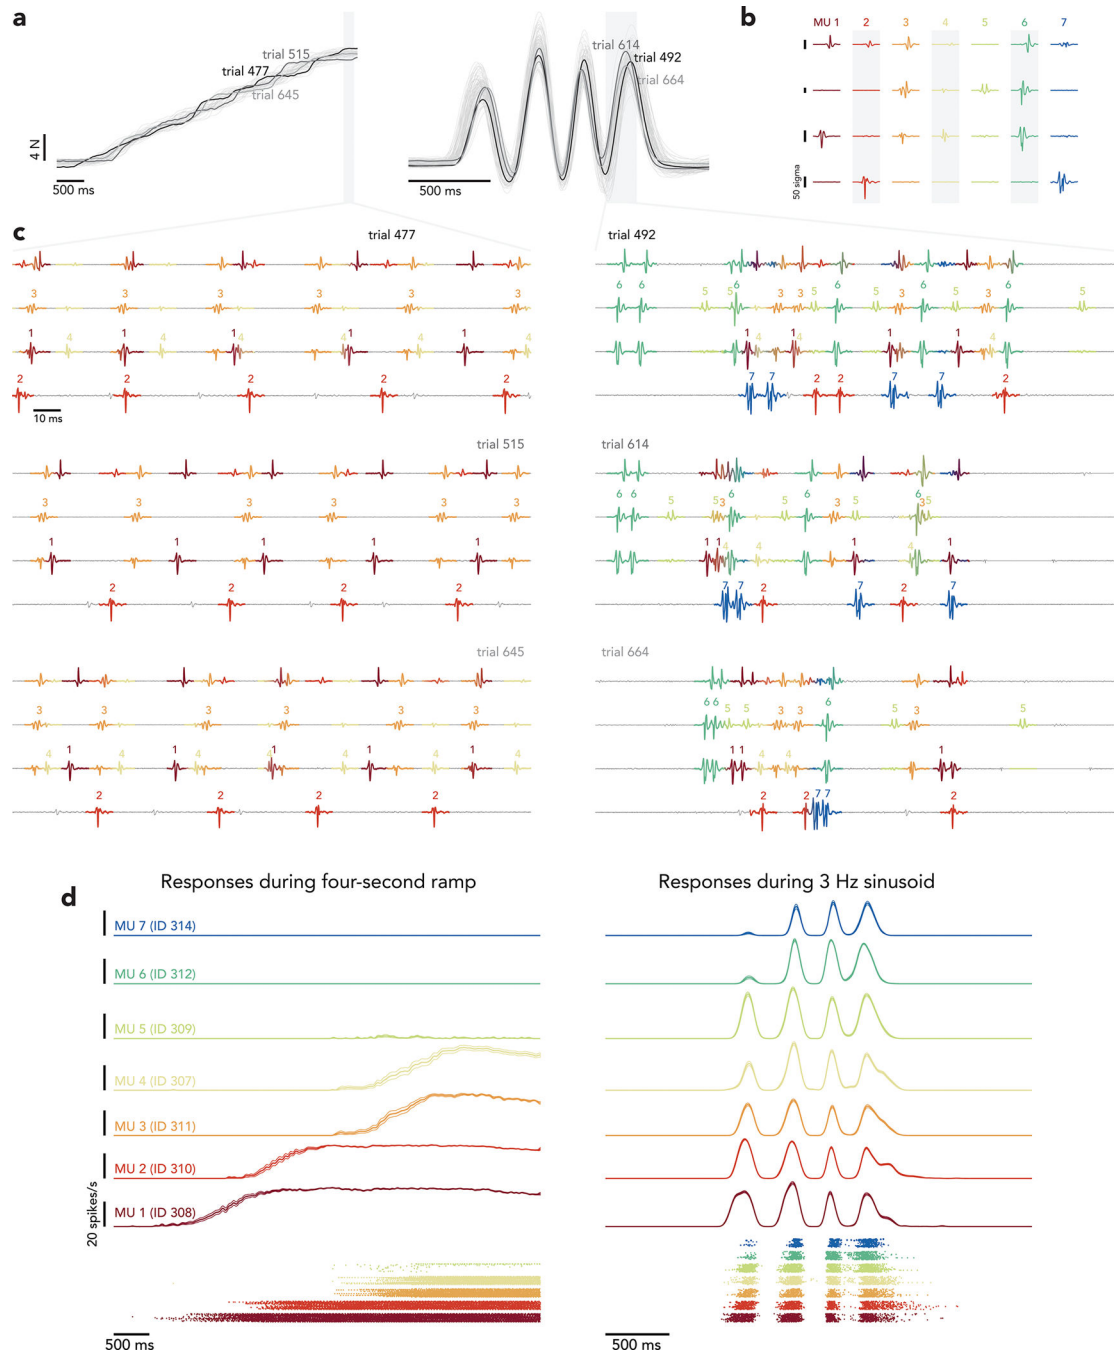 a
trial 515
trial 477
trial 645
4 N
500 ms
trial 614
trial 492
trial 664
500 ms
b
MU 1 2 3 4 5 6 7
50 sigma
c
trial 477
3 3 3 3 3 3
1 4 1 4 1 4 4 1 4 1 4
2 2 2 2 2
10 ms
trial 492
6 6 5 5 6 3 3 5 6 5 3 6 5 3 6 5
1 4 1 4 1 1 4
7 7 2 2 7 7 2
trial 515
3 3 3 3 3 3
1 1 1 1 1
2 2 2 2
trial 614
6 6 5 5 3 6 5 6 3 5 6 3 5
1 1 4 4 1 4 1
7 7 2 7 2 7
trial 645
3 3 3 3 3
4 1 4 1 4 4 1 4 1 4 1 4
2 2 2 2
trial 664
6 6 5 5 3 3 6 5 3 5
1 1 4 4 1
2 2 7 7 2
d
Responses during four-second ramp
Responses during 3 Hz sinusoid
MU 7 (ID 314)
MU 6 (ID 312)
MU 5 (ID 309)
MU 4 (ID 307)
MU 3 (ID 311)
MU 2 (ID 310)
MU 1 (ID 308)
20 spikes/s
500 ms
500 ms